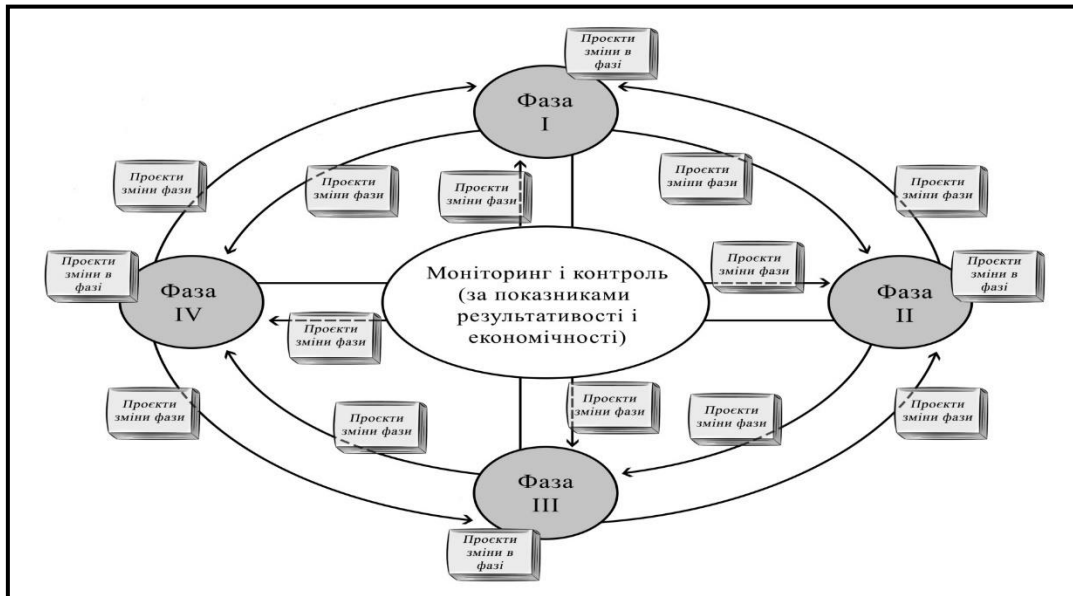 Проєкти
зміни в
фазі
Фаза
I
Проєкти
зміни фази
Проєкти
зміни фази
Проєкти
зміни фази
Проєкти
зміни фази
Проєкти
зміни фази
Проєкти
зміни в
фазі
Фаза
IV
Моніторинг і контроль
(за показниками
результативості і
економічності)
Проєкти
зміни фази
Фаза
II
Проєкти
зміни в
фазі
Проєкти
зміни фази
Проєкти
зміни фази
Проєкти
зміни фази
Проєкти
зміни фази
Проєкти
зміни фази
Проєкти
зміни фази
Фаза
III
Проєкти
зміни в
фазі